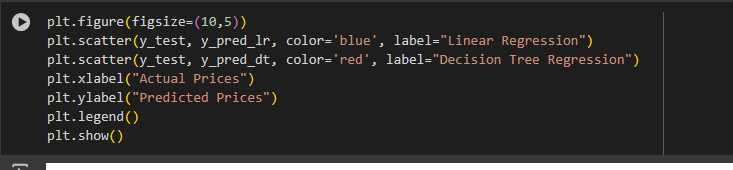 plt.figure(figsize=(10,5))
plt.scatter(y_test, y_pred_lr, color='blue', label="Linear Regression")
plt.scatter(y_test, y_pred_dt, color='red', label="Decision Tree Regression")
plt.xlabel("Actual Prices")
plt.ylabel("Predicted Prices")
plt.legend()
plt.show()